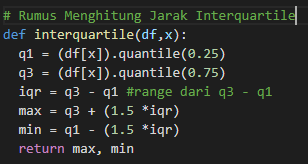 # Rumus Menghitung Jarak Interquartile
def interquartile(df,x):
q1 = (df[x]).quantile(0.25)
q3 = (df[x]).quantile(0.75)
iqr = q3 - q1 #range dari q3 - q1
max = q3 + (1.5 *iqr)
min = q1 - (1.5 *iqr)
return max, min